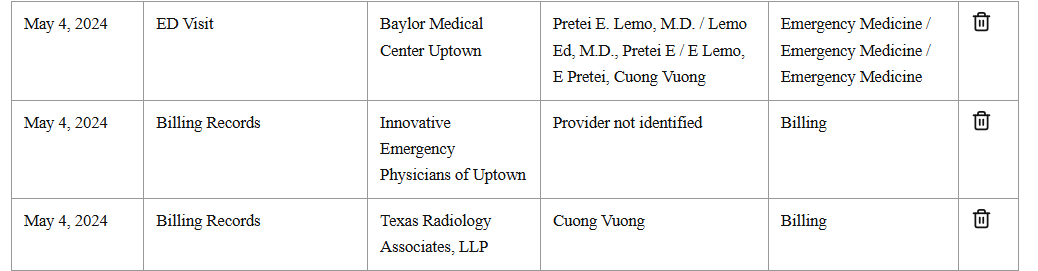 May 4, 2024 ED Visit Baylor Medical Pretei E. Lemo, M.D. / Lemo Emergency Medicine /
Center Uptown Ed, M.D., Pretei E / E Lemo, Emergency Medicine /
E Pretei, Cuong Vuong Emergency Medicine
May 4, 2024 Billing Records Innovative Provider not identified Billing
Emergency
Physicians of Uptown
May 4, 2024 Billing Records Texas Radiology Cuong Vuong Billing
Associates, LLP